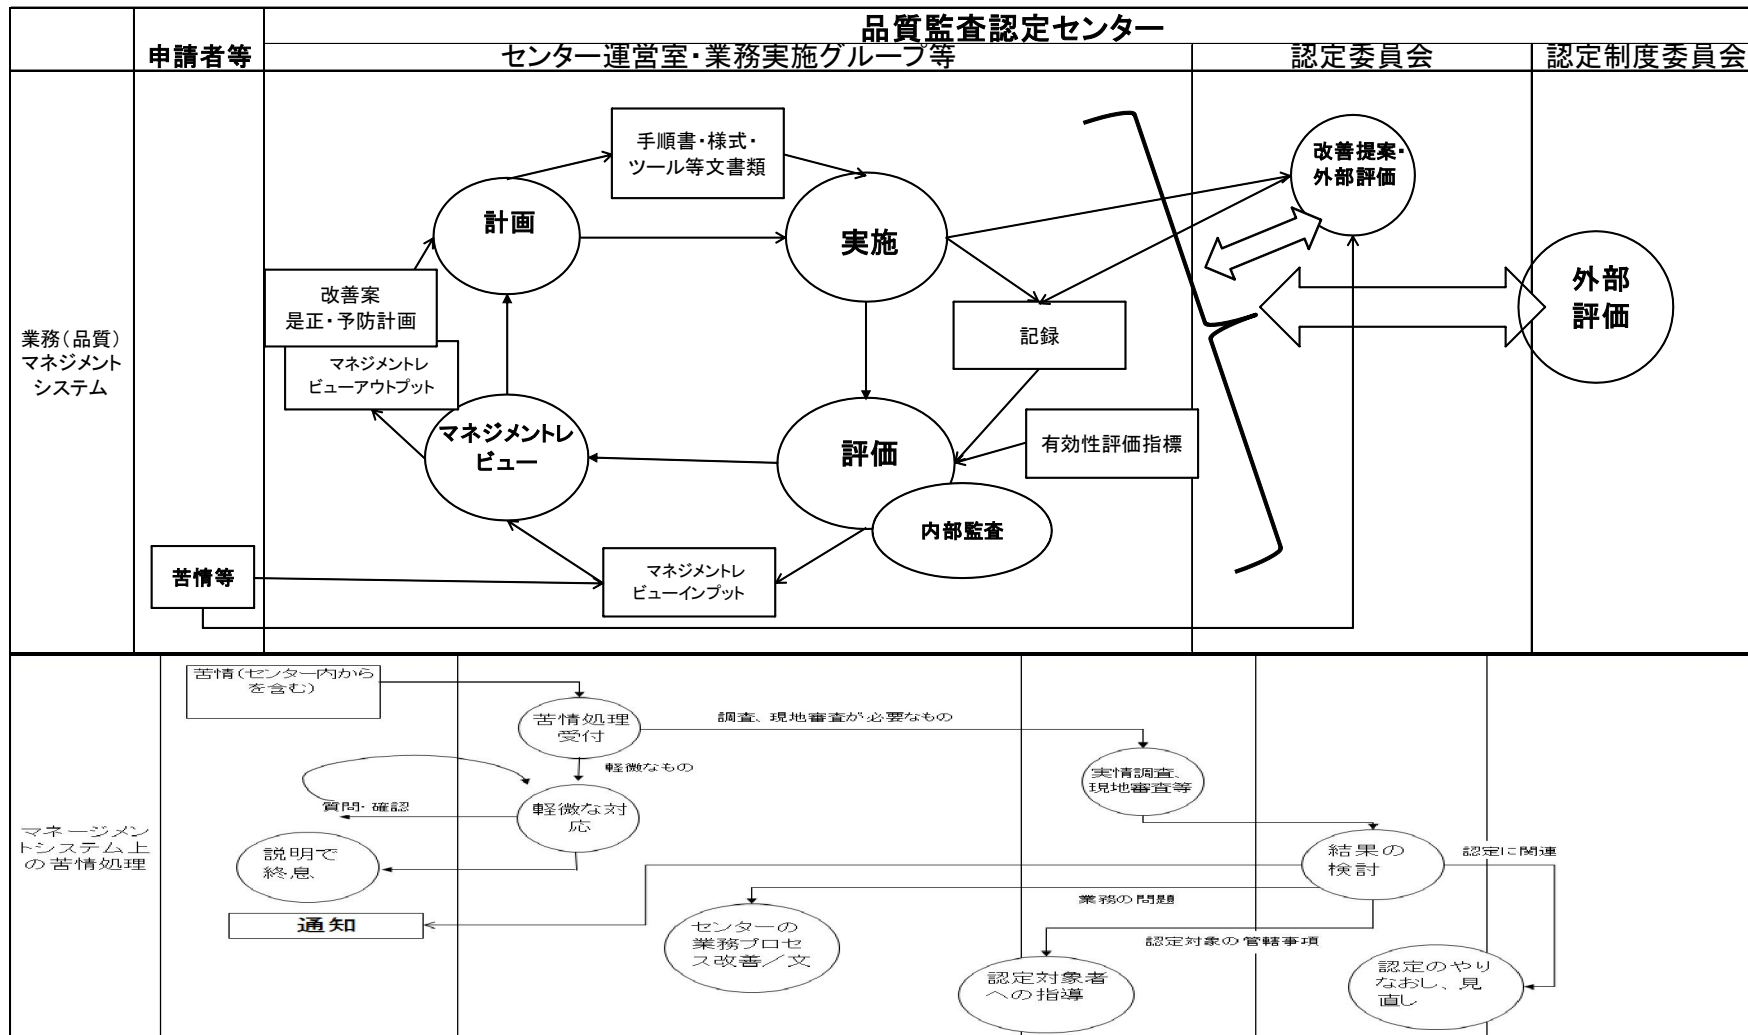 品質監査認定センター
申請者等
センター運営室・業務実施グループ等
認定委員会
認定制度委員会
業務(品質)
マネジメント
システム
手順書・様式・
ツール等文書類
計画
実施
改善提案・
外部評価
外部
評価
改善案
是正・予防計画
マネジメントレ
ビューアウトプット
記録
マネジメントレ
ビュー
評価
有効性評価指標
内部監査
苦情等
マネジメントレ
ビューインプット
マネージメン
トシステム上
の苦情処理
苦情(センター内から
を含む)
苦情処理
受付
調査、現地審査が必要なもの
軽微なもの
実情調査、
現地審査等
質問・確認
軽微な対
応
説明で
終息
結果の
検討
認定に関連
業務の問題
通知
センターの
業務プロセ
ス改善/文
認定対象の管轄事項
認定対象者
への指導
認定のやり
なおし、見
直し